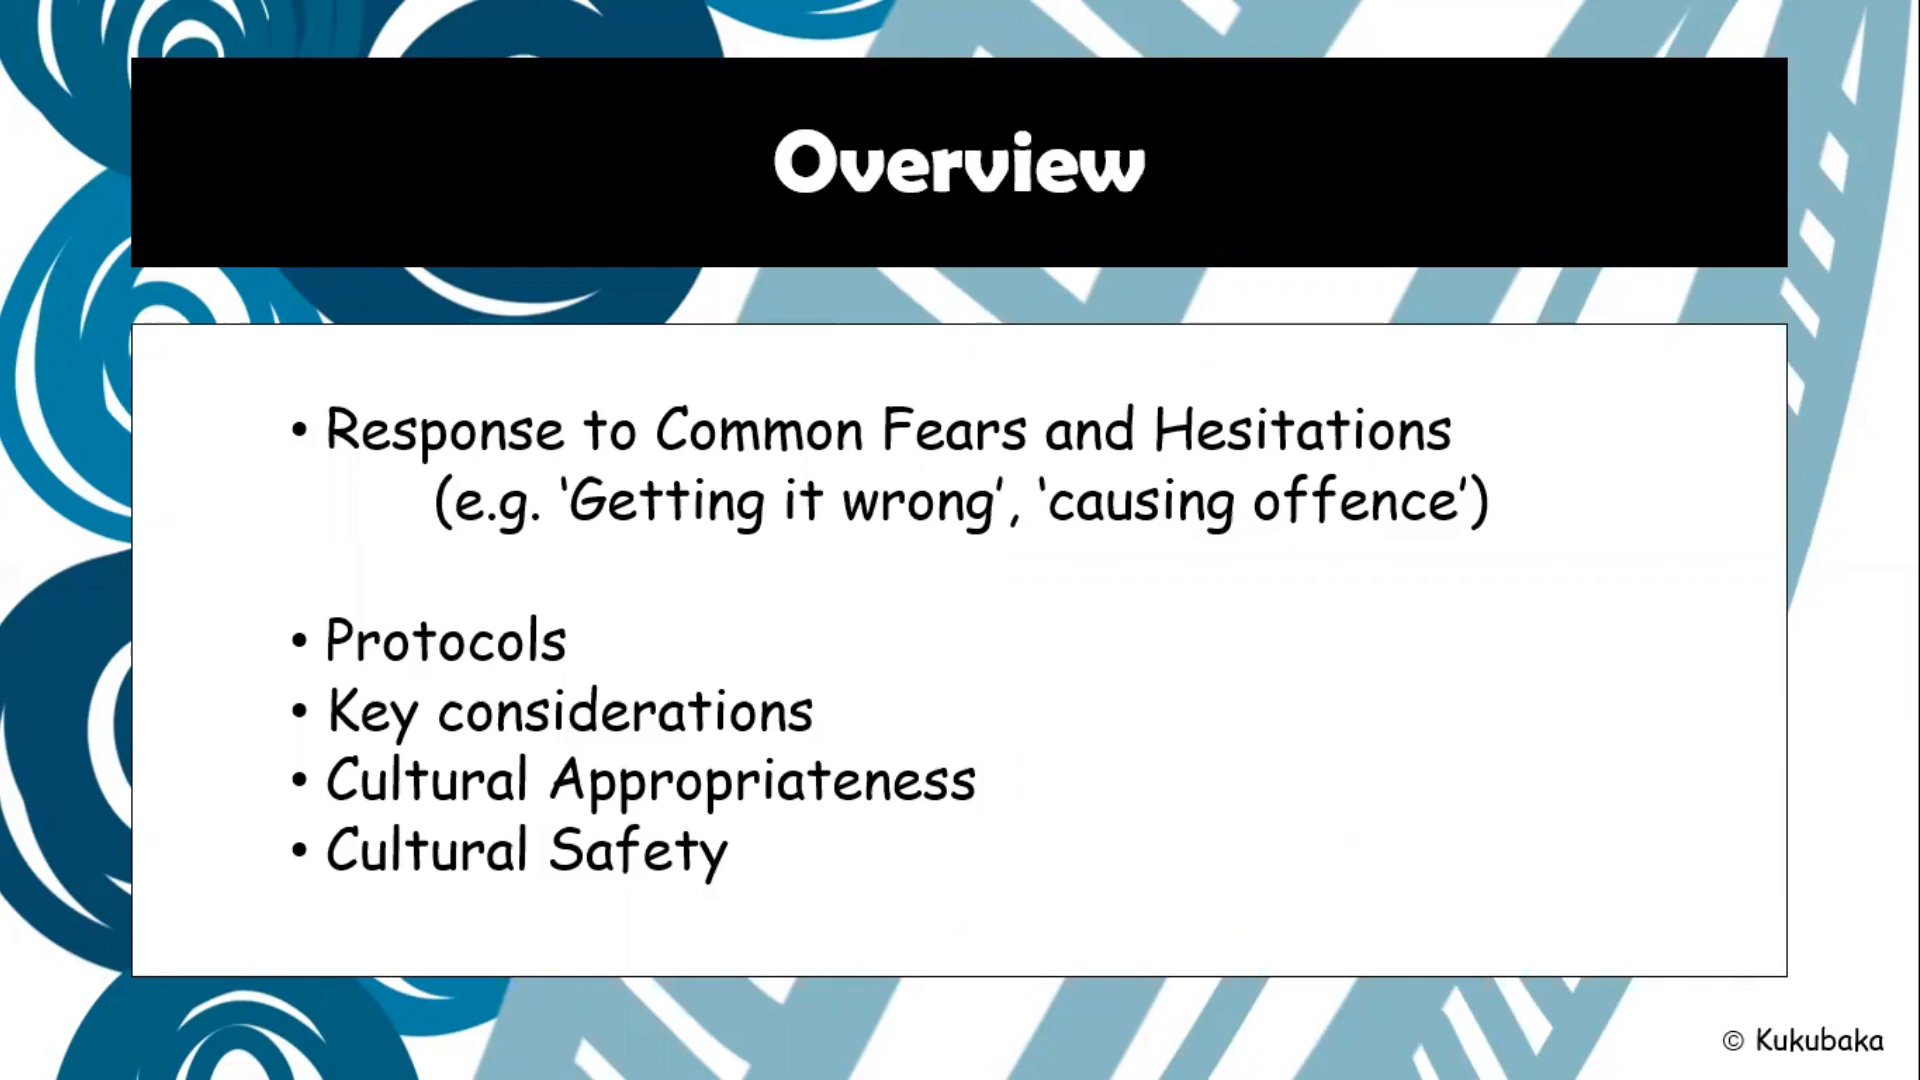 Overview
• Response to Common Fears and Hesitations
(e.g. ‘Getting it wrong’, ‘causing offence’)
• Protocols
• Key considerations
• Cultural Appropriateness
• Cultural Safety
© Kukubaka